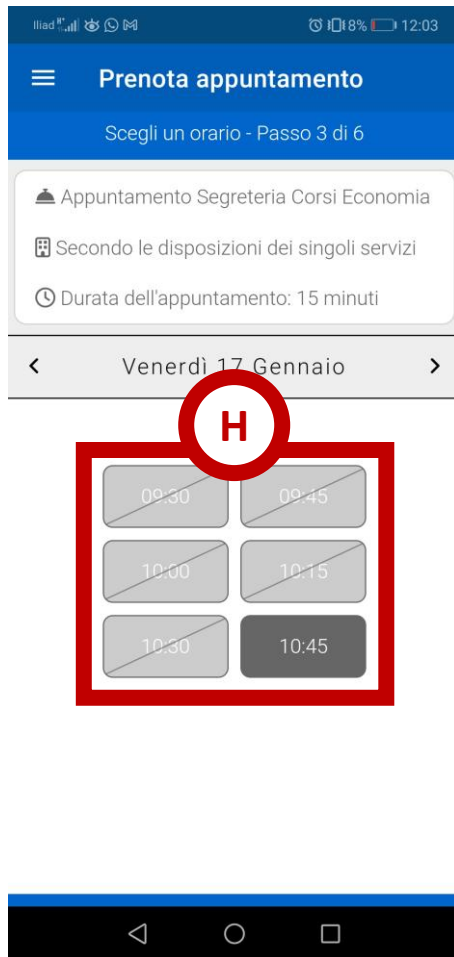 Iliad 8% 12:03
Prenota appuntamento
Scegli un orario - Passo 3 di 6
Appuntamento Segreteria Corsi Economia
Secondo le disposizioni dei singoli servizi
Durata dell'appuntamento: 15 minuti
Venerdì 17 Gennaio
H
09:30 09:45
10:00 10:15
10:30 10:45